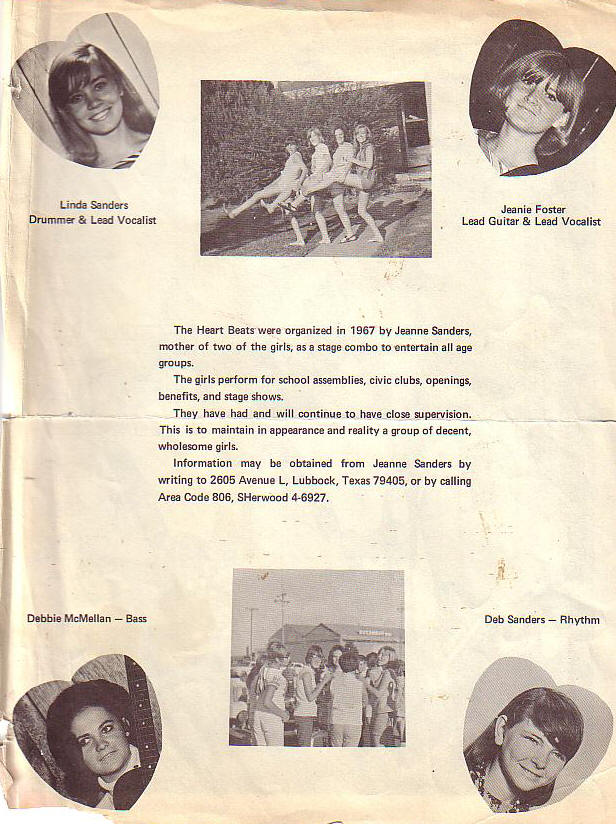 Linda Sanders
Drummer & Lead Vocalist
Jeanie Foster
Lead Guitar & Lead Vocalist
The Heart Beats were organized in 1967 by Jeanne Sanders,
mother of two of the girls, as a stage combo to entertain all age
groups.
The girls perform for school assemblies, civic clubs, openings,
benefits, and stage shows.
They have had and will continue to have close supervision.
This is to maintain in appearance and reality a group of decent,
wholesome girls.
Information may be obtained from Jeanne Sanders by
writing to 2605 Avenue L, Lubbock, Texas 79405, or by calling
Area Code 806, SHerwood 4-6927.
Debbie McMellan — Bass
Deb Sanders — Rhythm